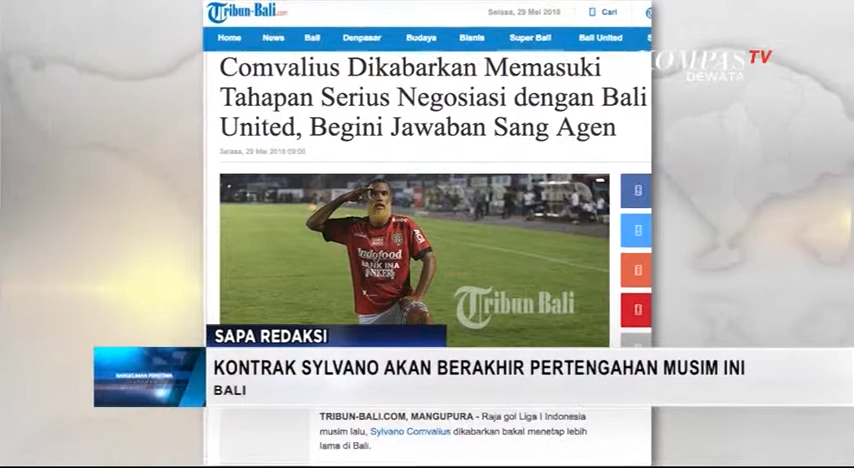 Tribun-Bali.com
Selasa, 29 Mei 2018
Cari
Home News Bali Denpasar Budaya Bisnis Super Ball Bali United
KOMPAS TV
DEWATA
Comvalius Dikabarkan Memasuki
Tahapan Serius Negosiasi dengan Bali
United, Begini Jawaban Sang Agen
Selasa, 29 Mei 2018 09:00
Indofood
BANK INA
Tribun Bali
SAPA REDAKSI
KONTRAK SYLVANO AKAN BERAKHIR PERTENGAHAN MUSIM INI
BALI
TRIBUN-BALI.COM, MANGUPURA - Raja gol Liga I Indonesia
musim lalu, Sylvano Comvalius dikabarkan bakal menetap lebih
lama di Bali.